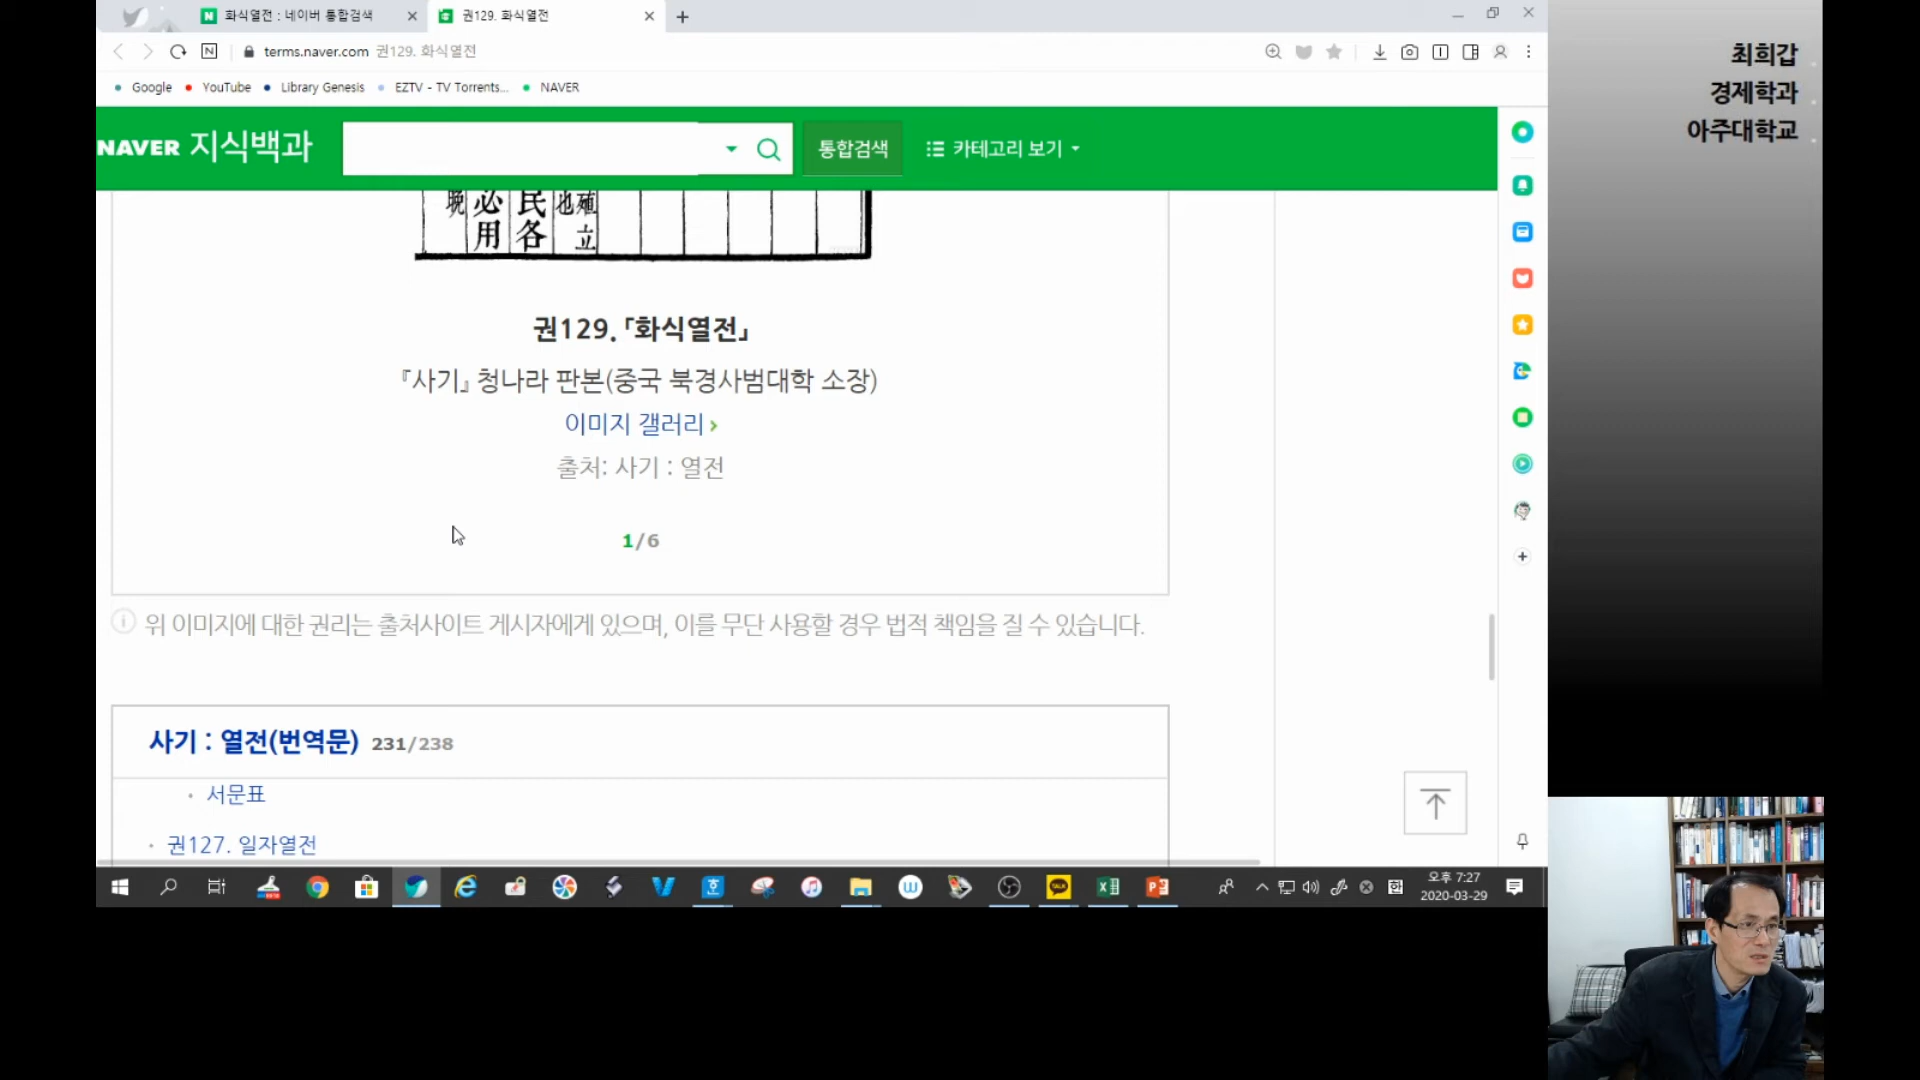 화식열전 : 네이버 통합검색
권129. 화식열전
terms.naver.com 권129. 화식열전
Google YouTube Library Genesis EZTV - TV Torrents... NAVER
NAVER 지식백과
통합검색
카테고리 보기
晩 必用 民各 也 殖立
권129. 「화식열전」
『사기』 청나라 판본(중국 북경사범대학 소장)
이미지 갤러리
출처: 사기 : 열전
1/6
위 이미지에 대한 권리는 출처사이트 게시자에게 있으며, 이를 무단 사용할 경우 법적 책임을 질 수 있습니다.
사기 : 열전(번역문) 231/238
서문표
권127. 일자열전
오후 7:27
2020-03-29
최희갑
경제학과
아주대학교